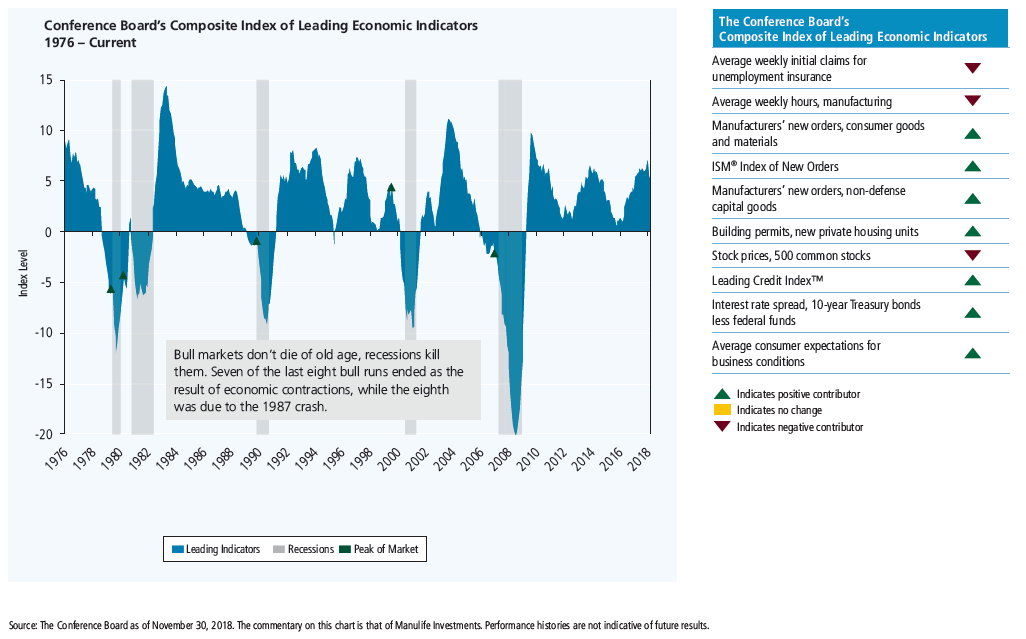 Conference Board’s Composite Index of Leading Economic Indicators
1976 – Current
15
10
5
0
-5
-10
-15
-20
Index Level
Bull markets don’t die of old age, recessions kill
them. Seven of the last eight bull runs ended as the
result of economic contractions, while the eighth
was due to the 1987 crash.
1976
1978
1980
1982
1984
1986
1988
1990
1992
1994
1996
1998
2000
2002
2004
2006
2008
2010
2012
2014
2016
2018
Leading Indicators
Recessions
Peak of Market
The Conference Board’s
Composite Index of Leading Economic Indicators
Average weekly initial claims for
unemployment insurance
Average weekly hours, manufacturing
Manufacturers’ new orders, consumer goods
and materials
ISM® Index of New Orders
Manufacturers’ new orders, non-defense
capital goods
Building permits, new private housing units
Stock prices, 500 common stocks
Leading Credit Index™
Interest rate spread, 10-year Treasury bonds
less federal funds
Average consumer expectations for
business conditions
Indicates positive contributor
Indicates no change
Indicates negative contributor
Source: The Conference Board as of November 30, 2018. The commentary on this chart is that of Manulife Investments. Performance histories are not indicative of future results.